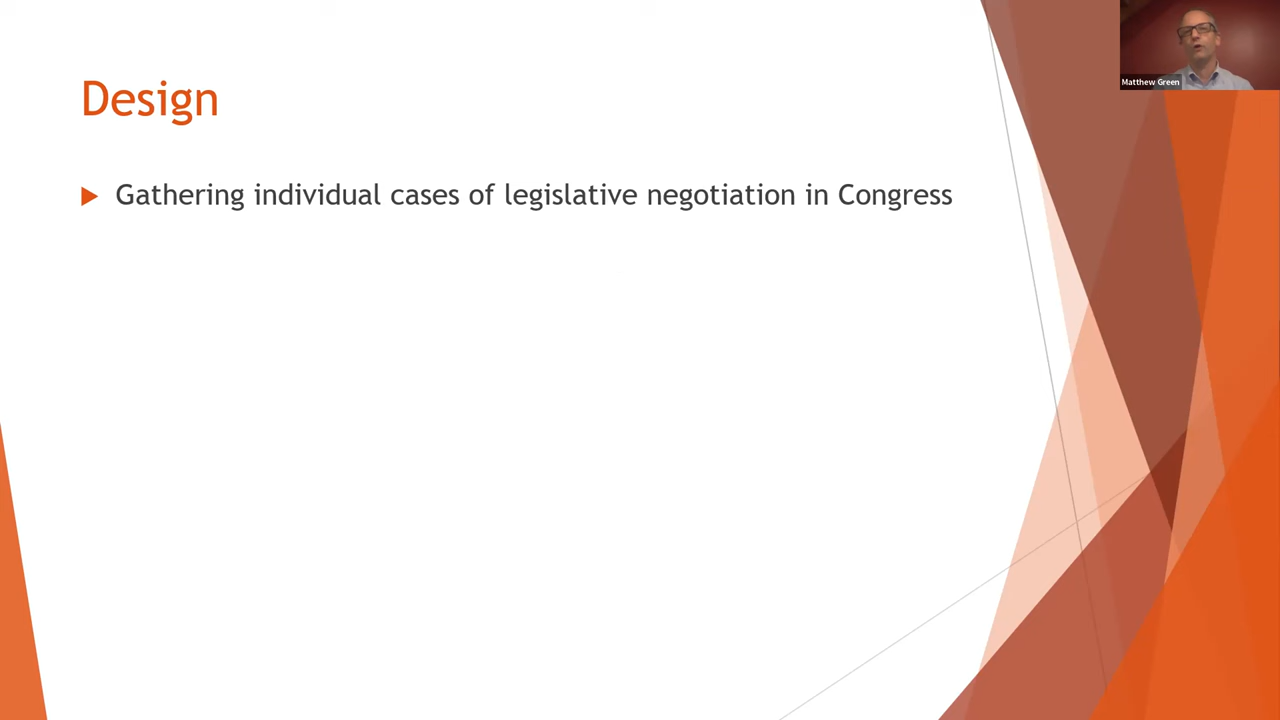 Design
Gathering individual cases of legislative negotiation in Congress
Matthew Green